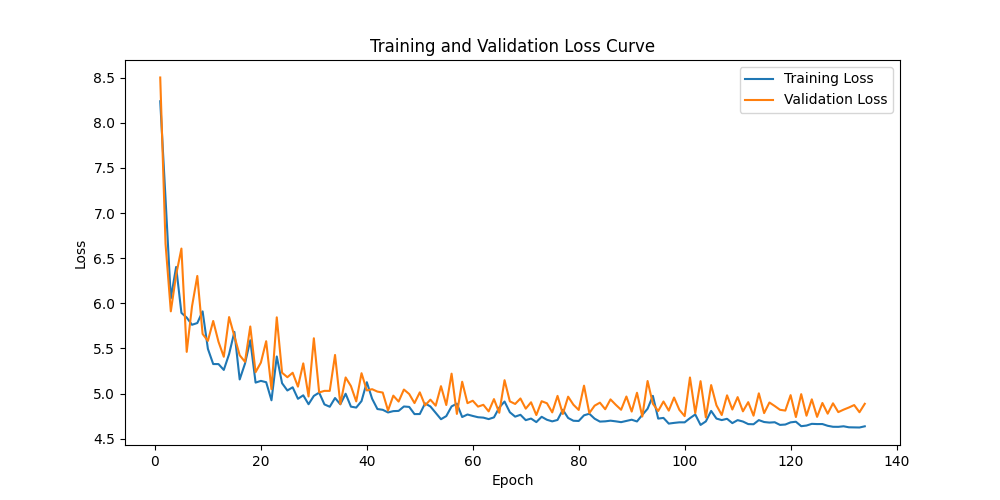 Training and Validation Loss Curve
Training Loss
Validation Loss
8.5
8.0
7.5
7.0
6.5
6.0
5.5
5.0
4.5
Loss
0 20 40 60 80 100 120 140
Epoch